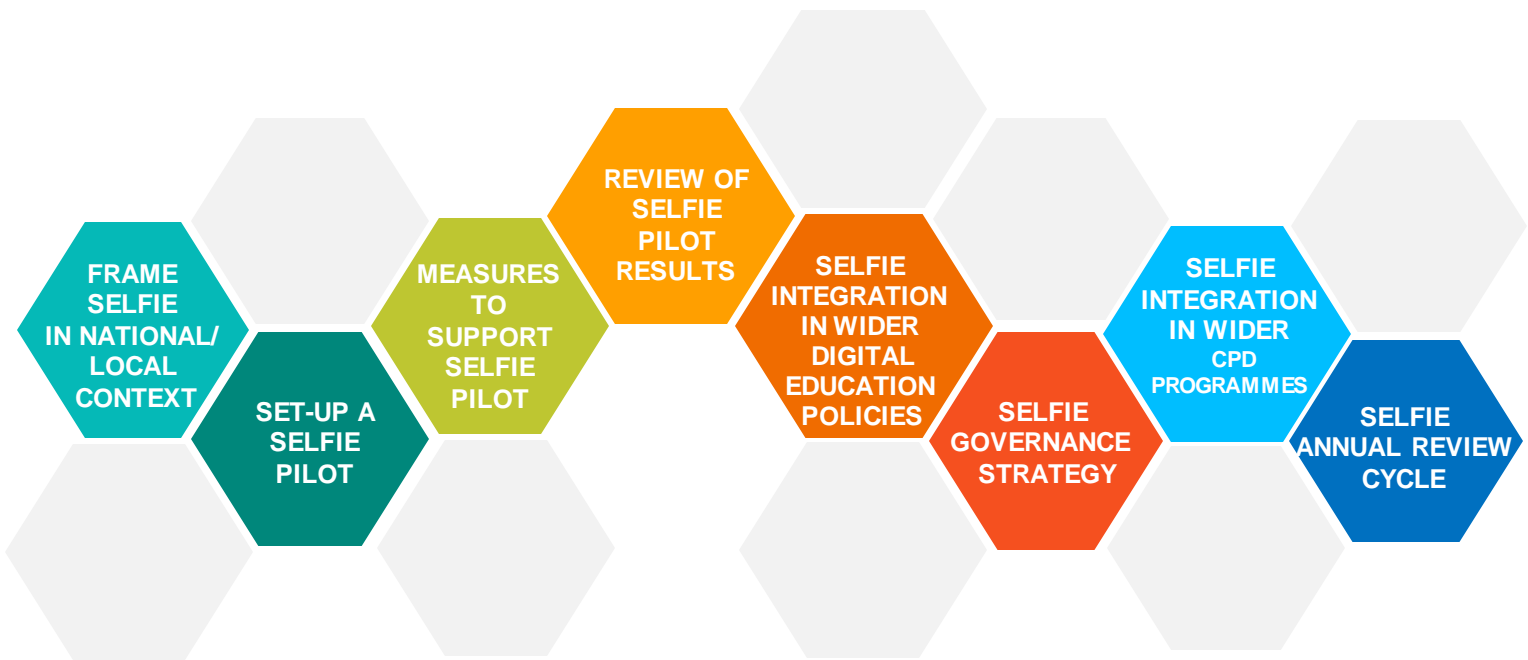 FRAME
SELFIE
IN NATIONAL/
LOCAL
CONTEXT
SET-UP A
SELFIE
PILOT
MEASURES
TO
SUPPORT
SELFIE
PILOT
REVIEW OF
SELFIE
PILOT
RESULTS
SELFIE
INTEGRATION
IN WIDER
DIGITAL
EDUCATION
POLICIES
SELFIE
GOVERNANCE
STRATEGY
SELFIE
INTEGRATION
IN WIDER
CPD
PROGRAMMES
SELFIE
ANNUAL REVIEW
CYCLE